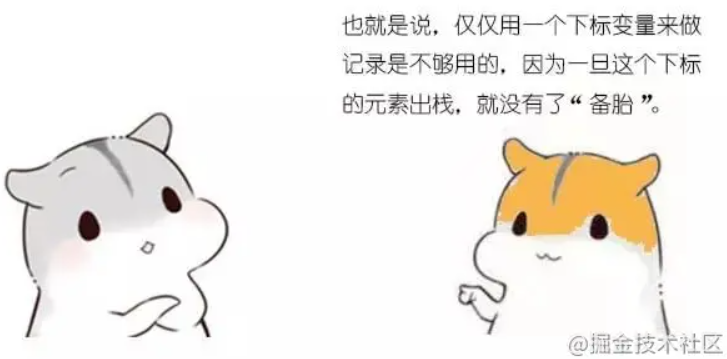 也就是说，仅仅用一个下标变量来做
记录是不够用的，因为一旦这个下标
的元素出栈，就没有了“备胎”。
@掘金技术社区